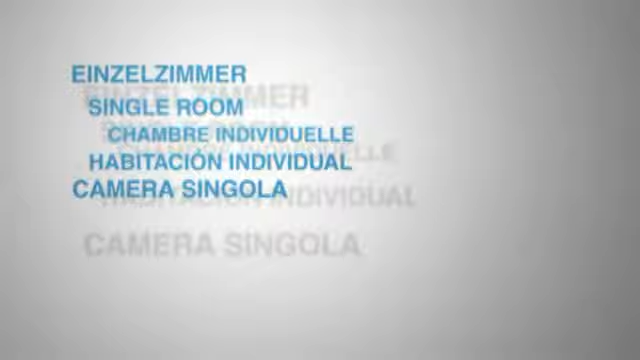 EINZELZIMMER
SINGLE ROOM
CHAMBRE INDIVIDUELLE
HABITACIÓN INDIVIDUAL
CAMERA SINGOLA